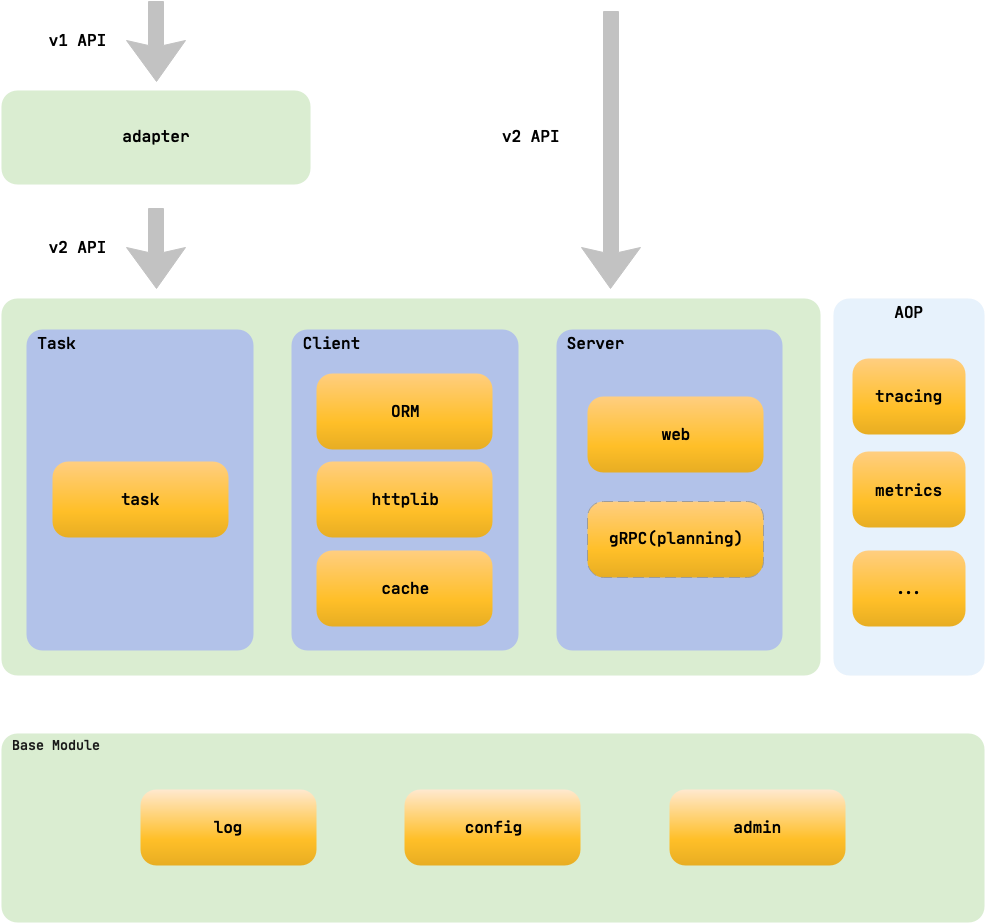 v1 API
adapter
v2 API
v2 API
Task
task
Client
ORM
httplib
cache
Server
web
gRPC(planning)
AOP
tracing
metrics
...
Base Module
log
config
admin